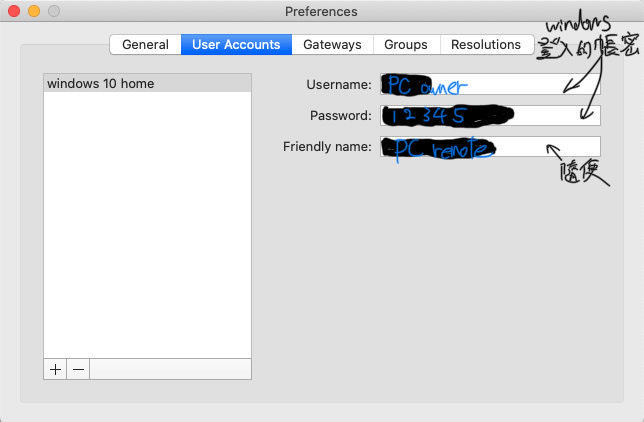 Preferences
General User Accounts Gateways Groups Resolutions
windows
登入的帳密
windows 10 home
Username: PC owner
Password: 12345
Friendly name: PC remote
隨便
+ −